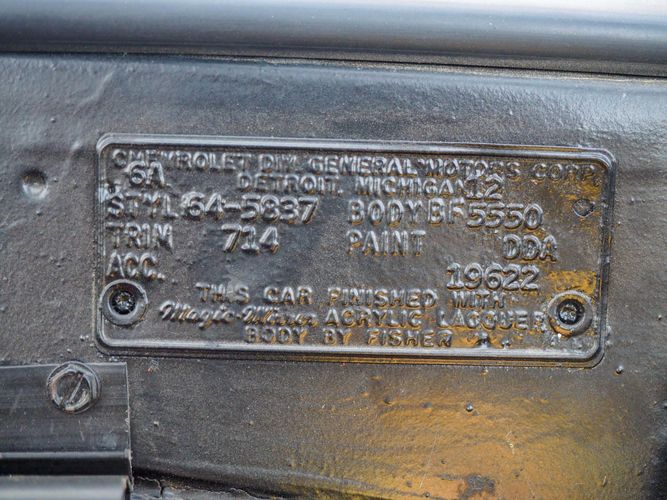 CHEVROLET DIV. GENERAL MOTORS CORP.
6A DETROIT, MICHIGAN 12
STYL 64-5837 BODY BF5550
TRIM 714 PAINT DDA
ACC. 19622
THIS CAR FINISHED WITH
Magic-Mirror ACRYLIC LACQUER
BODY BY FISHER